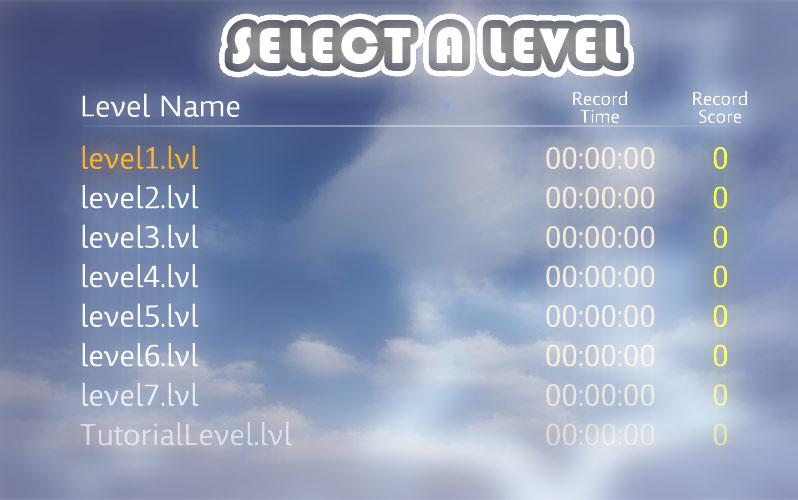 SELECT A LEVEL
Level Name Record Time Record Score
level1.lvl 00:00:00 0
level2.lvl 00:00:00 0
level3.lvl 00:00:00 0
level4.lvl 00:00:00 0
level5.lvl 00:00:00 0
level6.lvl 00:00:00 0
level7.lvl 00:00:00 0
TutorialLevel.lvl 00:00:00 0